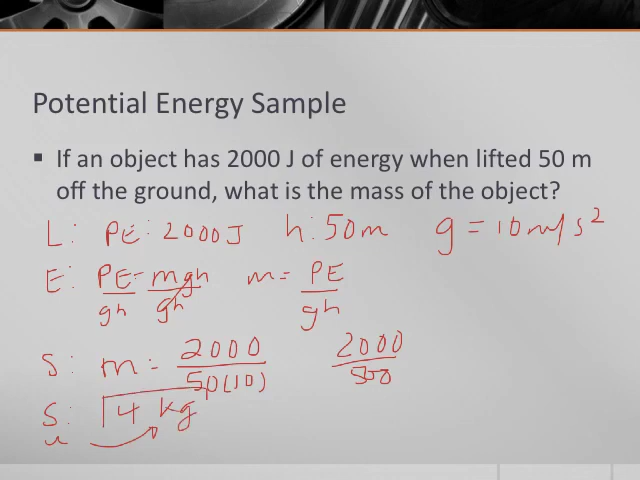 Potential Energy Sample
▪ If an object has 2000 J of energy when lifted 50 m
off the ground, what is the mass of the object?
L: PE: 2000J h: 50m g = 10 m/s²
E: PE/gh = mgh/gh m = PE/gh
S: m = 2000/50(10) 2000/500
S: 4 kg
u